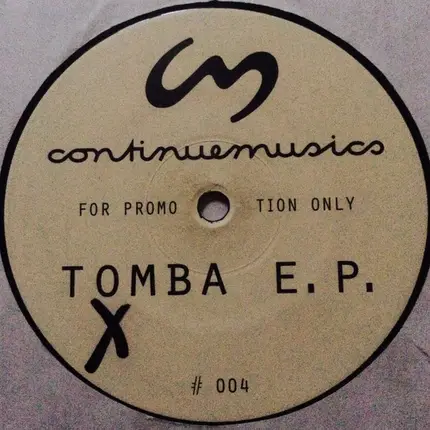 cm
continuemusics
FOR PROMO TION ONLY
TOMBA E.P.
X
# 004